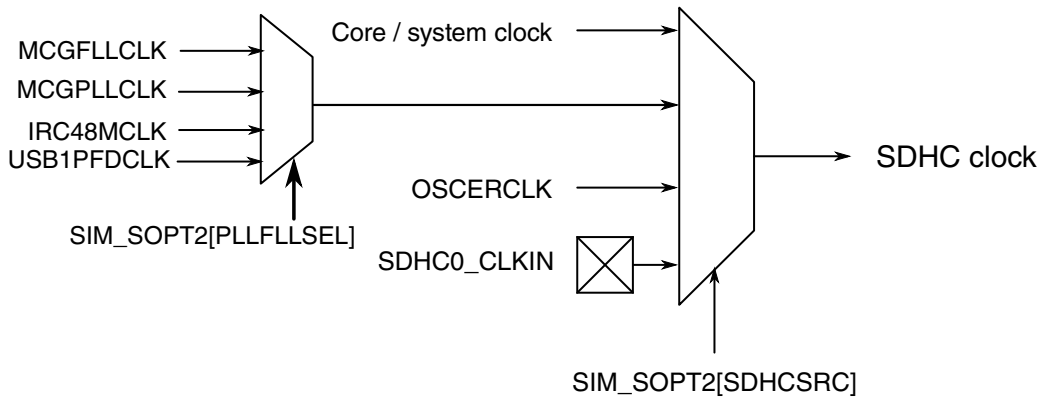 Core / system clock
MCGFLLCLK
MCGPLLCLK
IRC48MCLK
USB1PFDCLK
SDHC clock
OSCERCLK
SIM_SOPT2[PLLFLLSEL]
SDHC0_CLKIN
SIM_SOPT2[SDHCSRC]